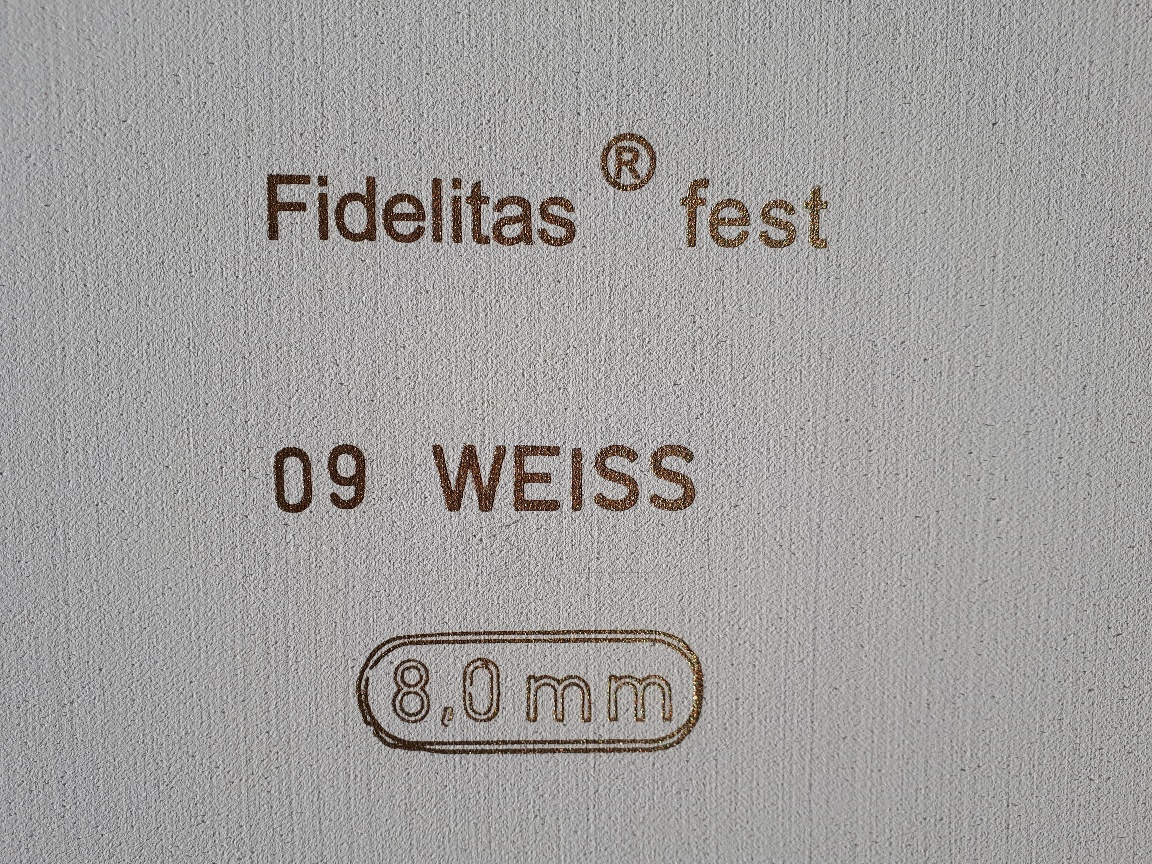 Fidelitas ® fest
09 WEISS
8,0 mm